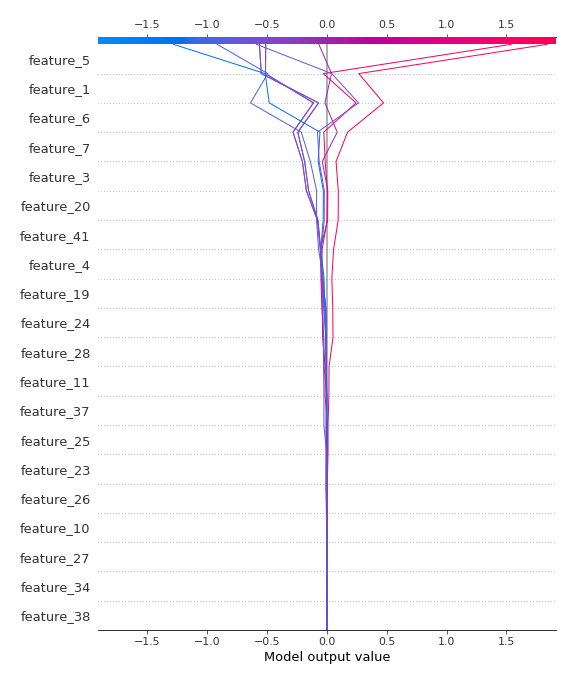 −1.5 −1.0 −0.5 0.0 0.5 1.0 1.5
feature_5
feature_1
feature_6
feature_7
feature_3
feature_20
feature_41
feature_4
feature_19
feature_24
feature_28
feature_11
feature_37
feature_25
feature_23
feature_26
feature_10
feature_27
feature_34
feature_38
−1.5 −1.0 −0.5 0.0 0.5 1.0 1.5
Model output value